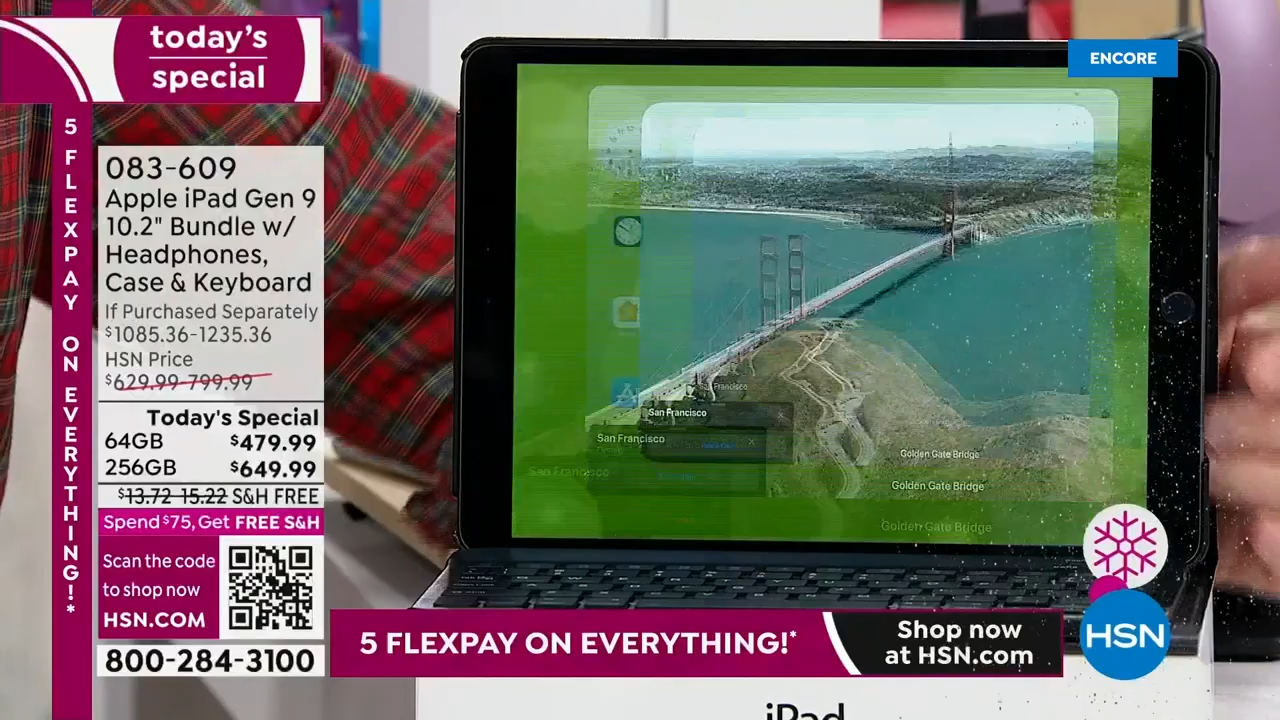 today's
special
ENCORE
5 FLEXPAY ON EVERYTHING!*
083-609
Apple iPad Gen 9
10.2" Bundle w/
Headphones,
Case & Keyboard
If Purchased Separately
$1085.36-1235.36
HSN Price
$629.99-799.99
Today's Special
64GB $479.99
256GB $649.99
$13.72-15.22 S&H FREE
Spend $75, Get FREE S&H
Scan the code
to shop now
HSN.COM
800-284-3100
San Francisco
San Francisco
San Francisco
San Francisco
Golden Gate Bridge
Golden Gate Bridge
Golden Gate Bridge
5 FLEXPAY ON EVERYTHING!*
Shop now
at HSN.com
HSN
iPad